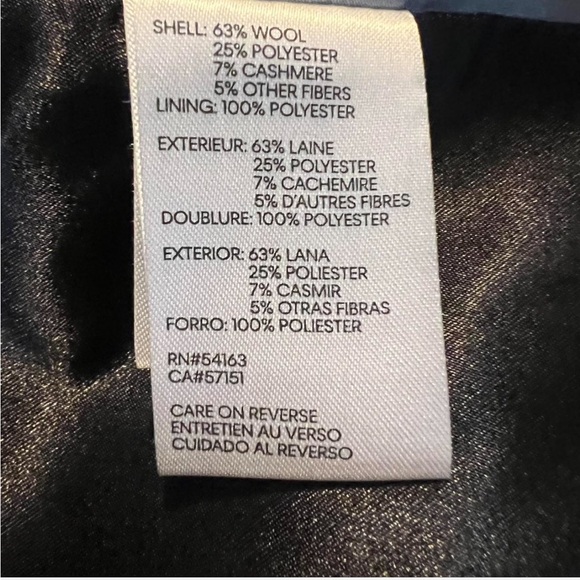 SHELL: 63% WOOL
25% POLYESTER
7% CASHMERE
5% OTHER FIBERS
LINING: 100% POLYESTER
EXTERIEUR: 63% LAINE
25% POLYESTER
7% CACHEMIRE
5% D'AUTRES FIBRES
DOUBLURE: 100% POLYESTER
EXTERIOR: 63% LANA
25% POLIESTER
7% CASMIR
5% OTRAS FIBRAS
FORRO: 100% POLIESTER
RN#54163
CA#57151
CARE ON REVERSE
ENTRETIEN AU VERSO
CUIDADO AL REVERSO